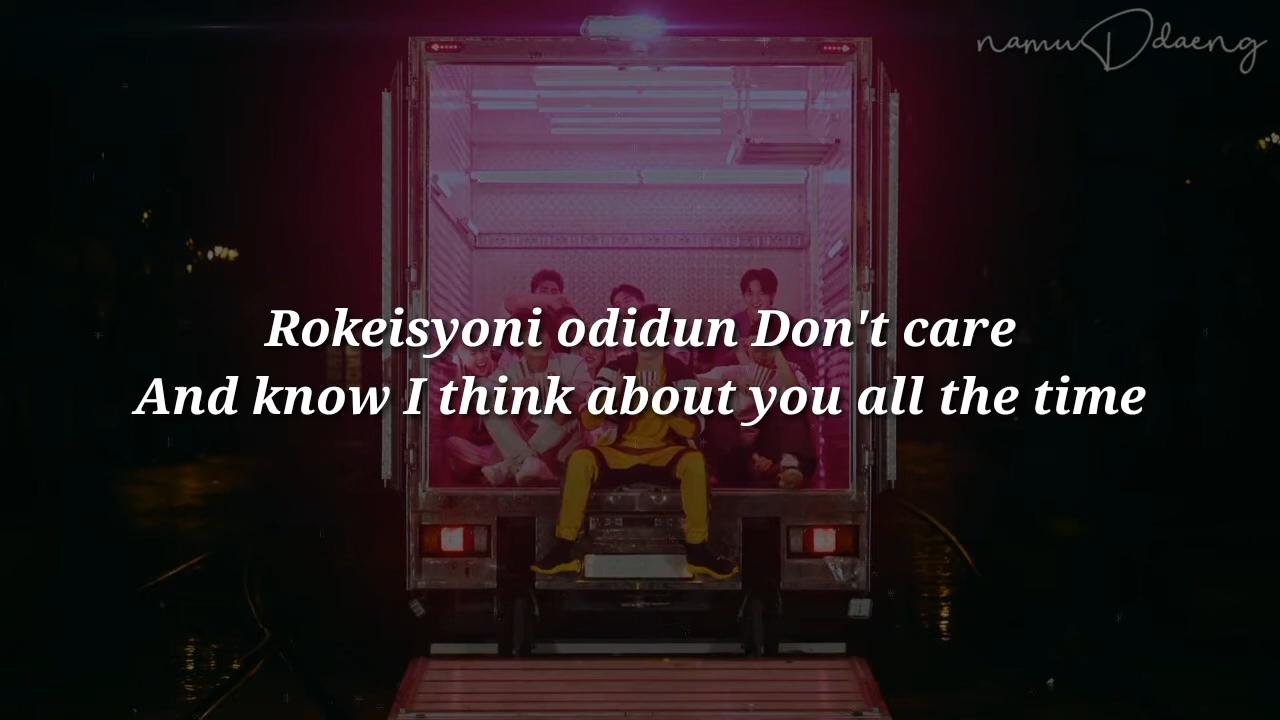 namuDdaeng
Rokeisyoni odidun Don't care
And know I think about you all the time